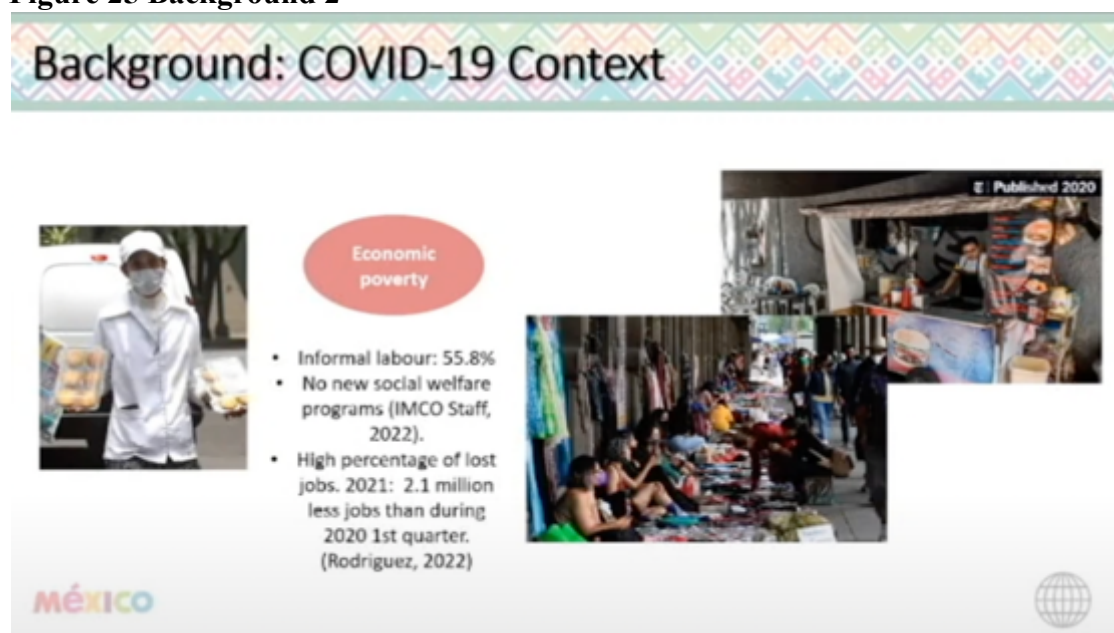 Figure 23 Background 2
Background: COVID-19 Context
Published 2020
Economic
poverty
• Informal labour: 55.8%
• No new social welfare
programs (IMCO Staff,
2022).
• High percentage of lost
jobs. 2021: 2.1 million
less jobs than during
2020 1st quarter.
(Rodriguez, 2022)
México